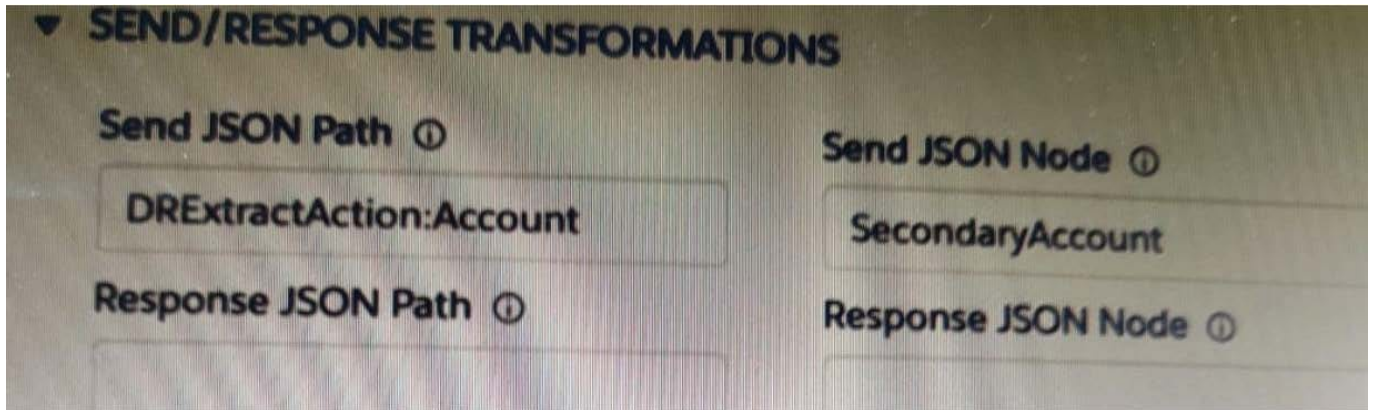 SEND/RESPONSE TRANSFORMATIONS
Send JSON Path
Send JSON Node
DRExtractAction:Account
SecondaryAccount
Response JSON Path
Response JSON Node